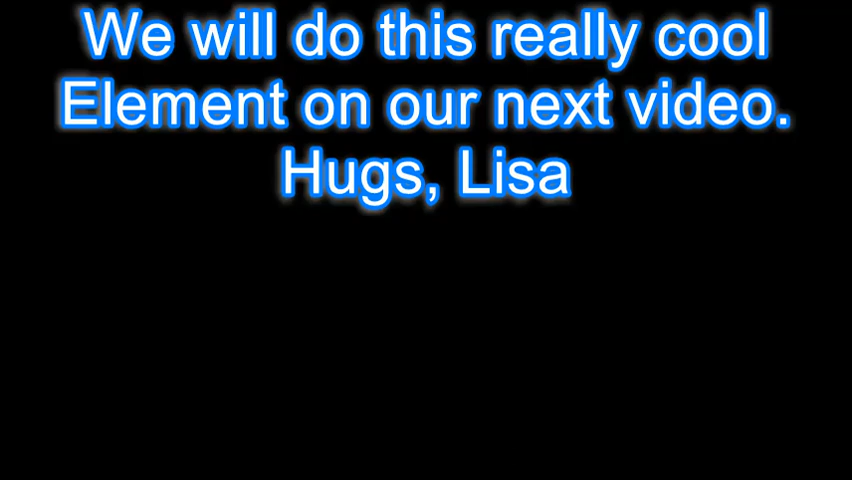 We will do this really cool
Element on our next video.
Hugs, Lisa